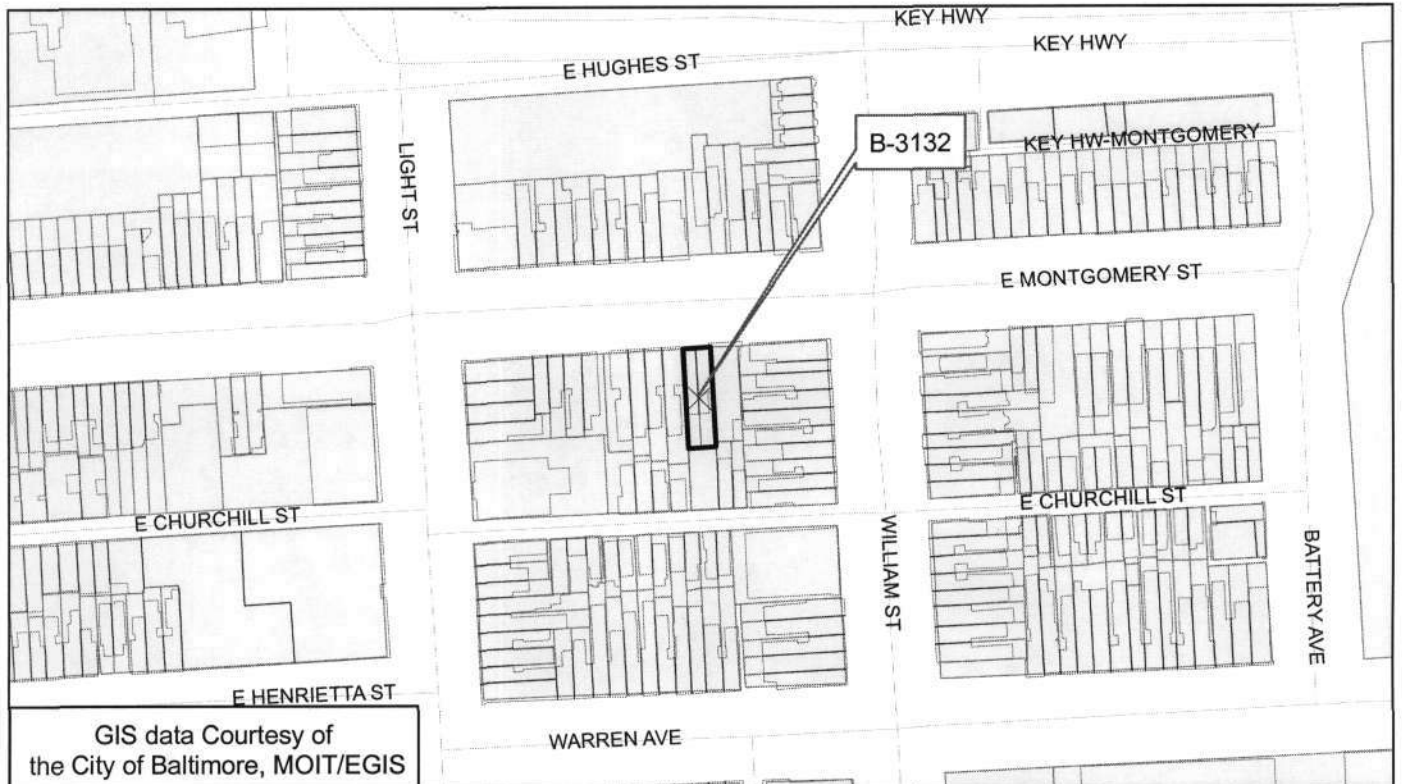 KEY HWY
KEY HWY
E HUGHES ST
B-3132
KEY HW-MONTGOMERY
LIGHT ST
E MONTGOMERY ST
E CHURCHILL ST
E CHURCHILL ST
WILLIAM ST
BATTERY AVE
E HENRIETTA ST
WARREN AVE
GIS data Courtesy of
the City of Baltimore, MOIT/EGIS